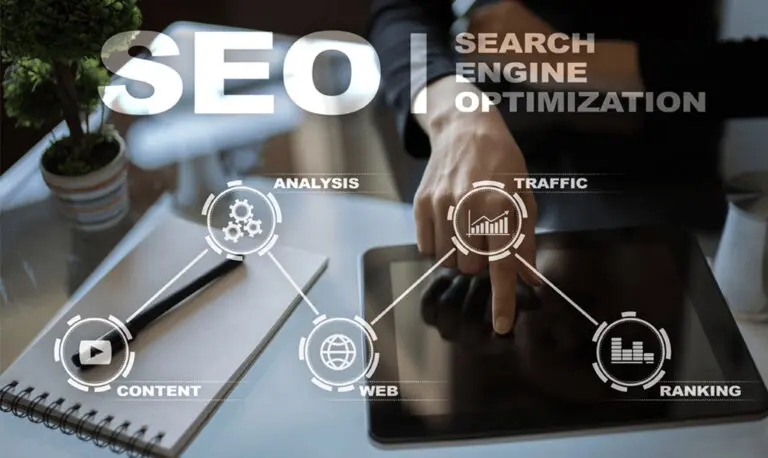 SEO
SEARCH
ENGINE
OPTIMIZATION
ANALYSIS
TRAFFIC
CONTENT
WEB
RANKING